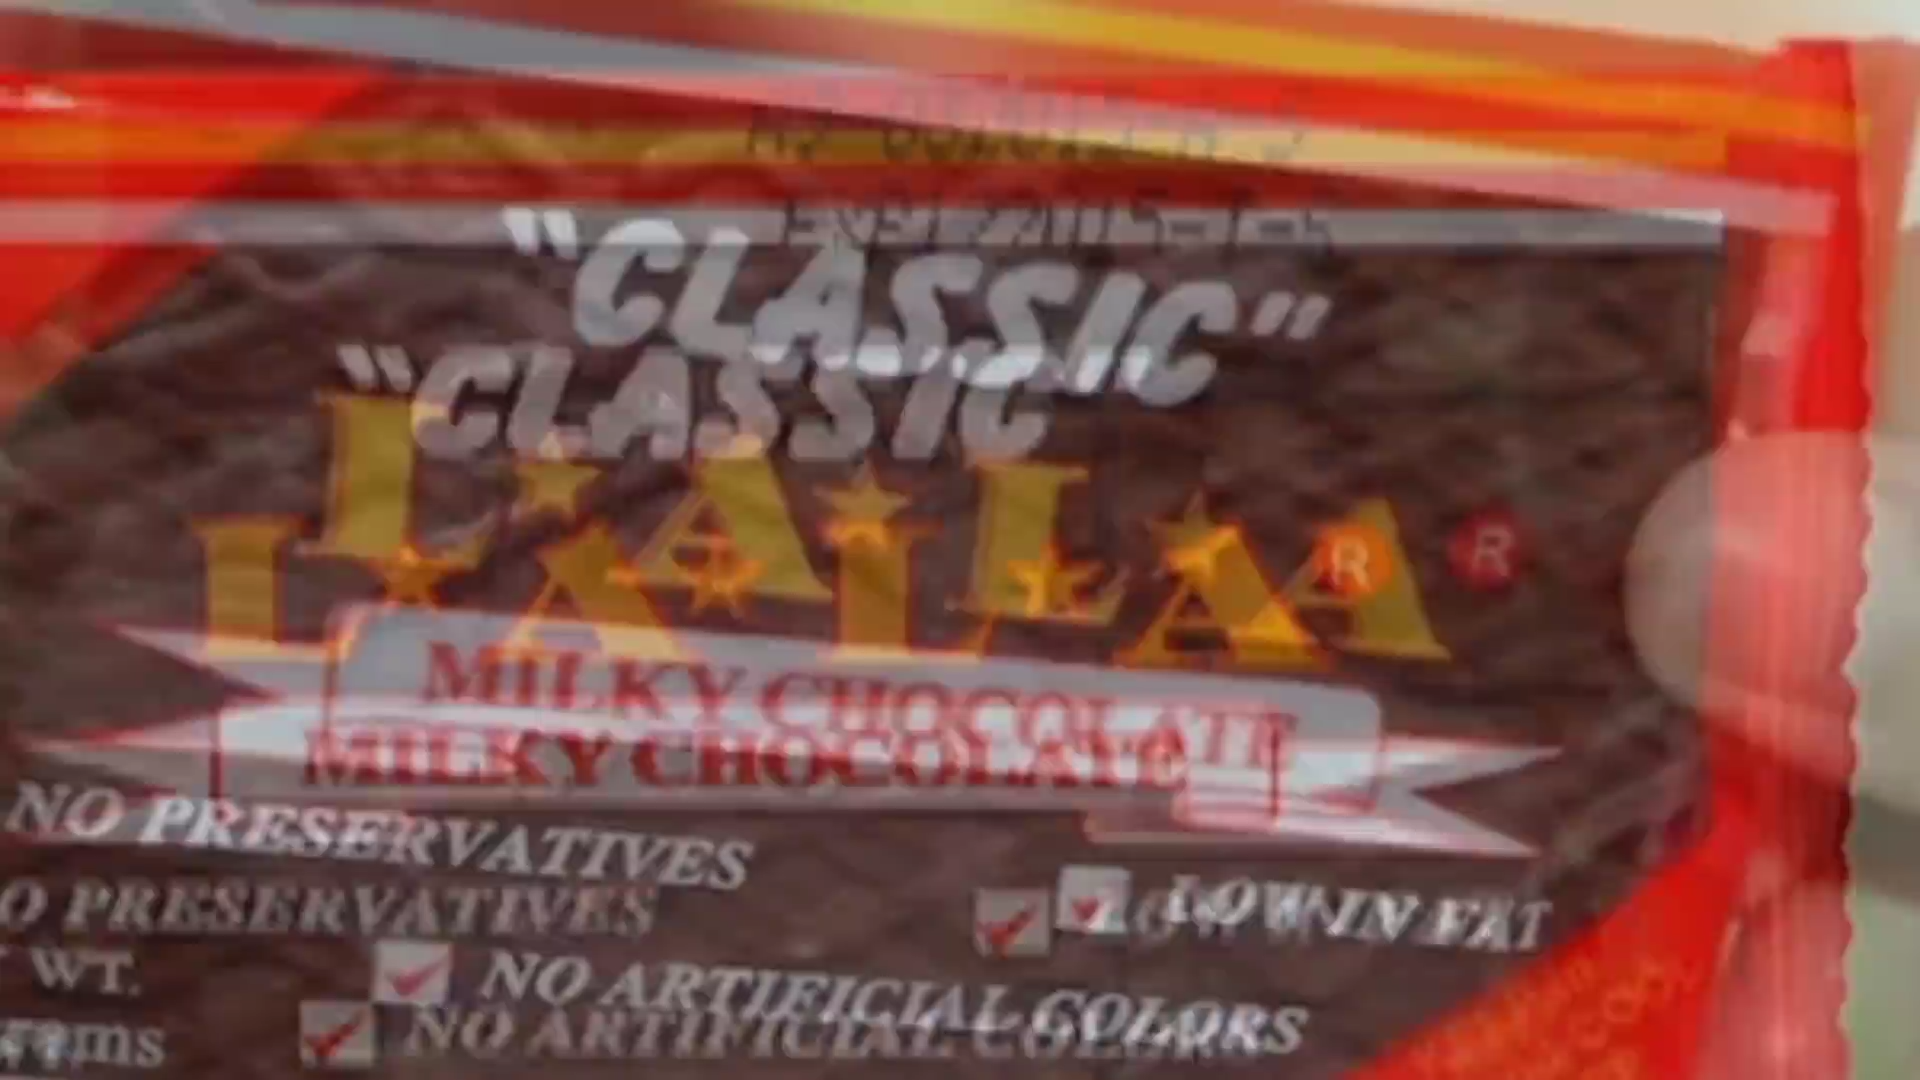 "CLASSIC"
"CLASSIC
LALA ®
LALA ®
MILKY CHOCOLATE
MILKY CHOCOLATE
NO PRESERVATIVES
O PRESERVATIVES
LOW IN FAT
WT.
NO ARTIFICIAL COLORS
NO ARTIFICIAL COLORS